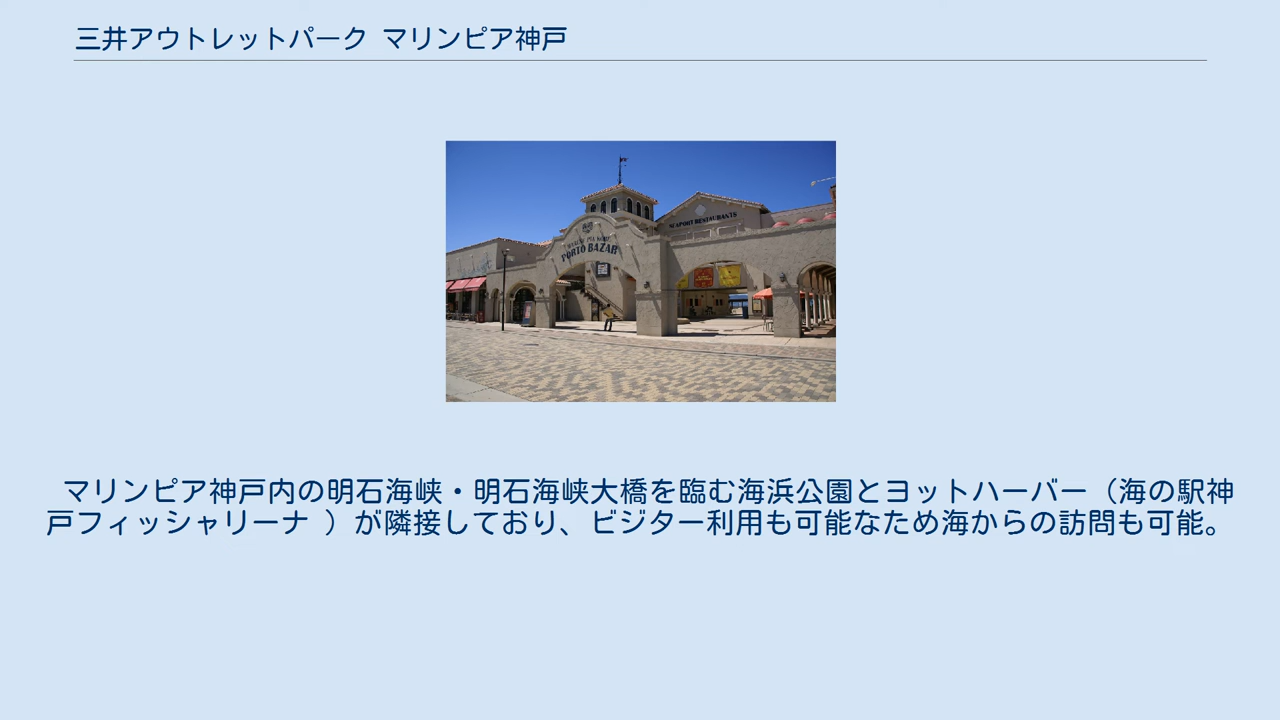 三井アウトレットパーク マリンピア神戸
MARINE PIA KOBE
PORTO BAZAR
SEAPORT RESTAURANTS
マリンピア神戸内の明石海峡・明石海峡大橋を臨む海浜公園とヨットハーバー（海の駅神
戸フィッシャリーナ ）が隣接しており、ビジター利用も可能なため海からの訪問も可能。